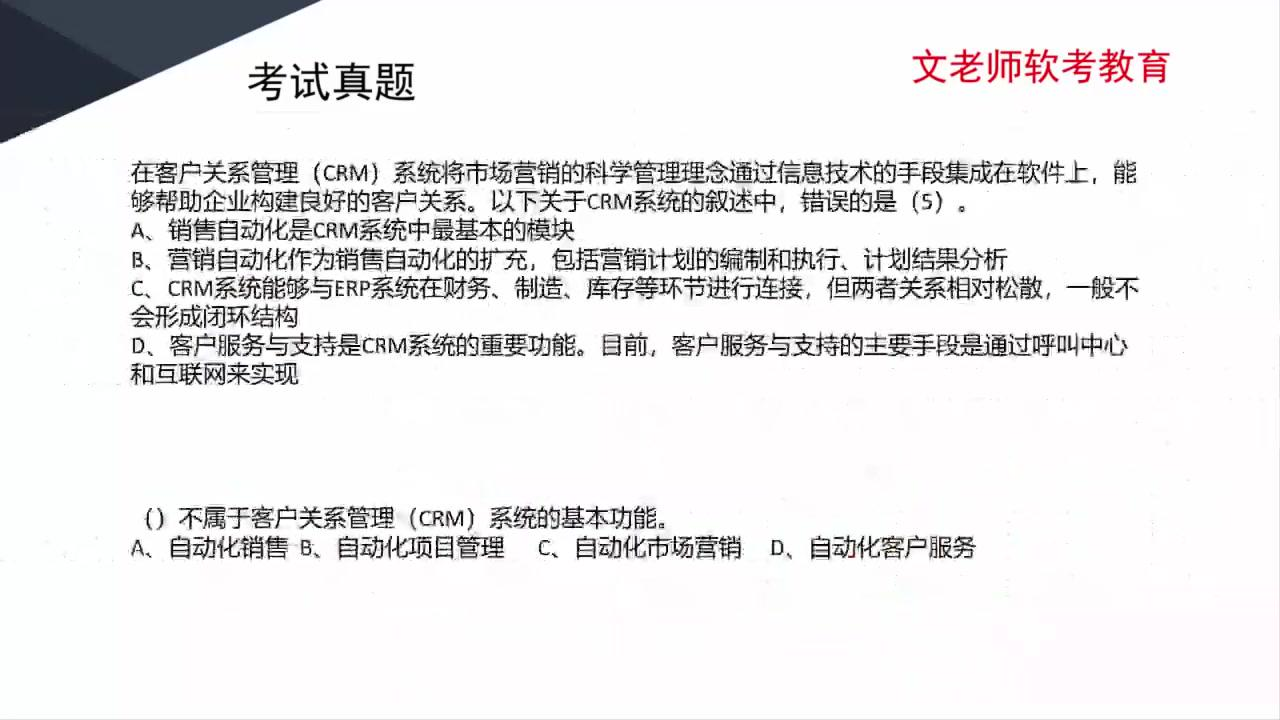 考试真题
文老师软考教育
在客户关系管理（CRM）系统将市场营销的科学管理理念通过信息技术的手段集成在软件上，能
够帮助企业构建良好的客户关系。以下关于CRM系统的叙述中，错误的是（5）。
A、销售自动化是CRM系统中最基本的模块
B、营销自动化作为销售自动化的扩充，包括营销计划的编制和执行、计划结果分析
C、CRM系统能够与ERP系统在财务、制造、库存等环节进行连接，但两者关系相对松散，一般不
会形成闭环结构
D、客户服务与支持是CRM系统的重要功能。目前，客户服务与支持的主要手段是通过呼叫中心
和互联网来实现
（）不属于客户关系管理（CRM）系统的基本功能。
A、自动化销售 B、自动化项目管理 C、自动化市场营销 D、自动化客户服务